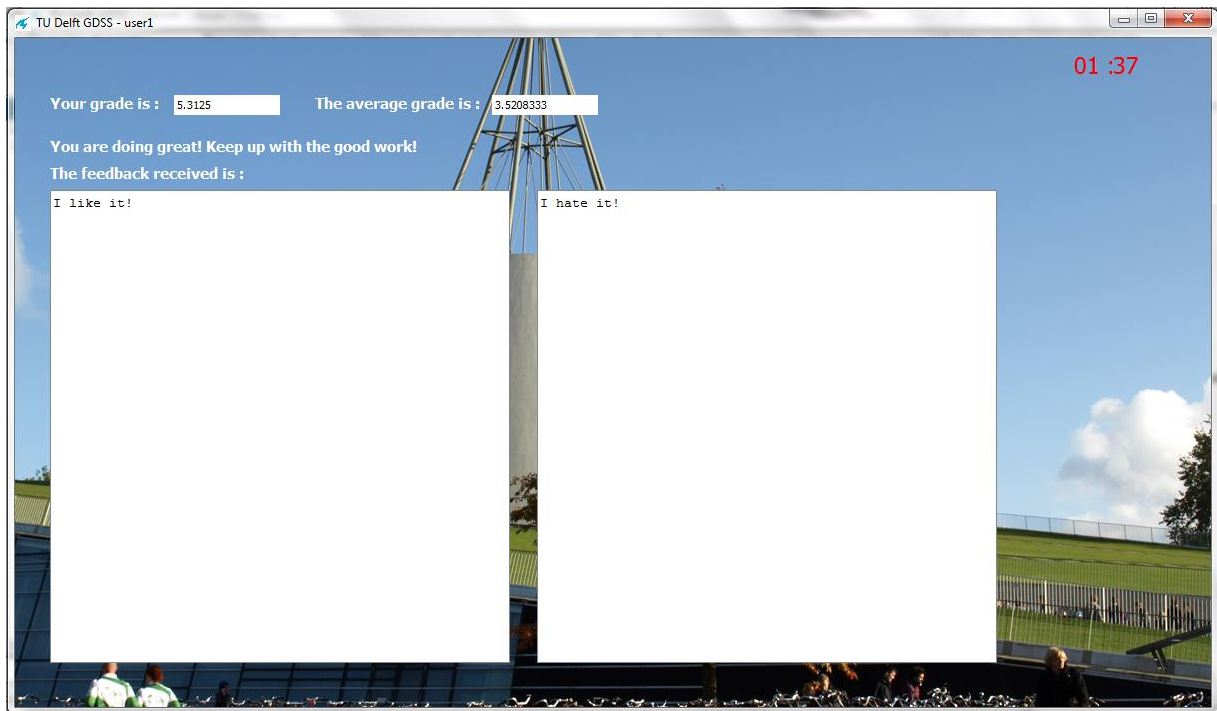 TU Delft GDSS - user1
01 :37
Your grade is : 5.3125 The average grade is : 3.5208333
You are doing great! Keep up with the good work!
The feedback received is :
I like it! I hate it!